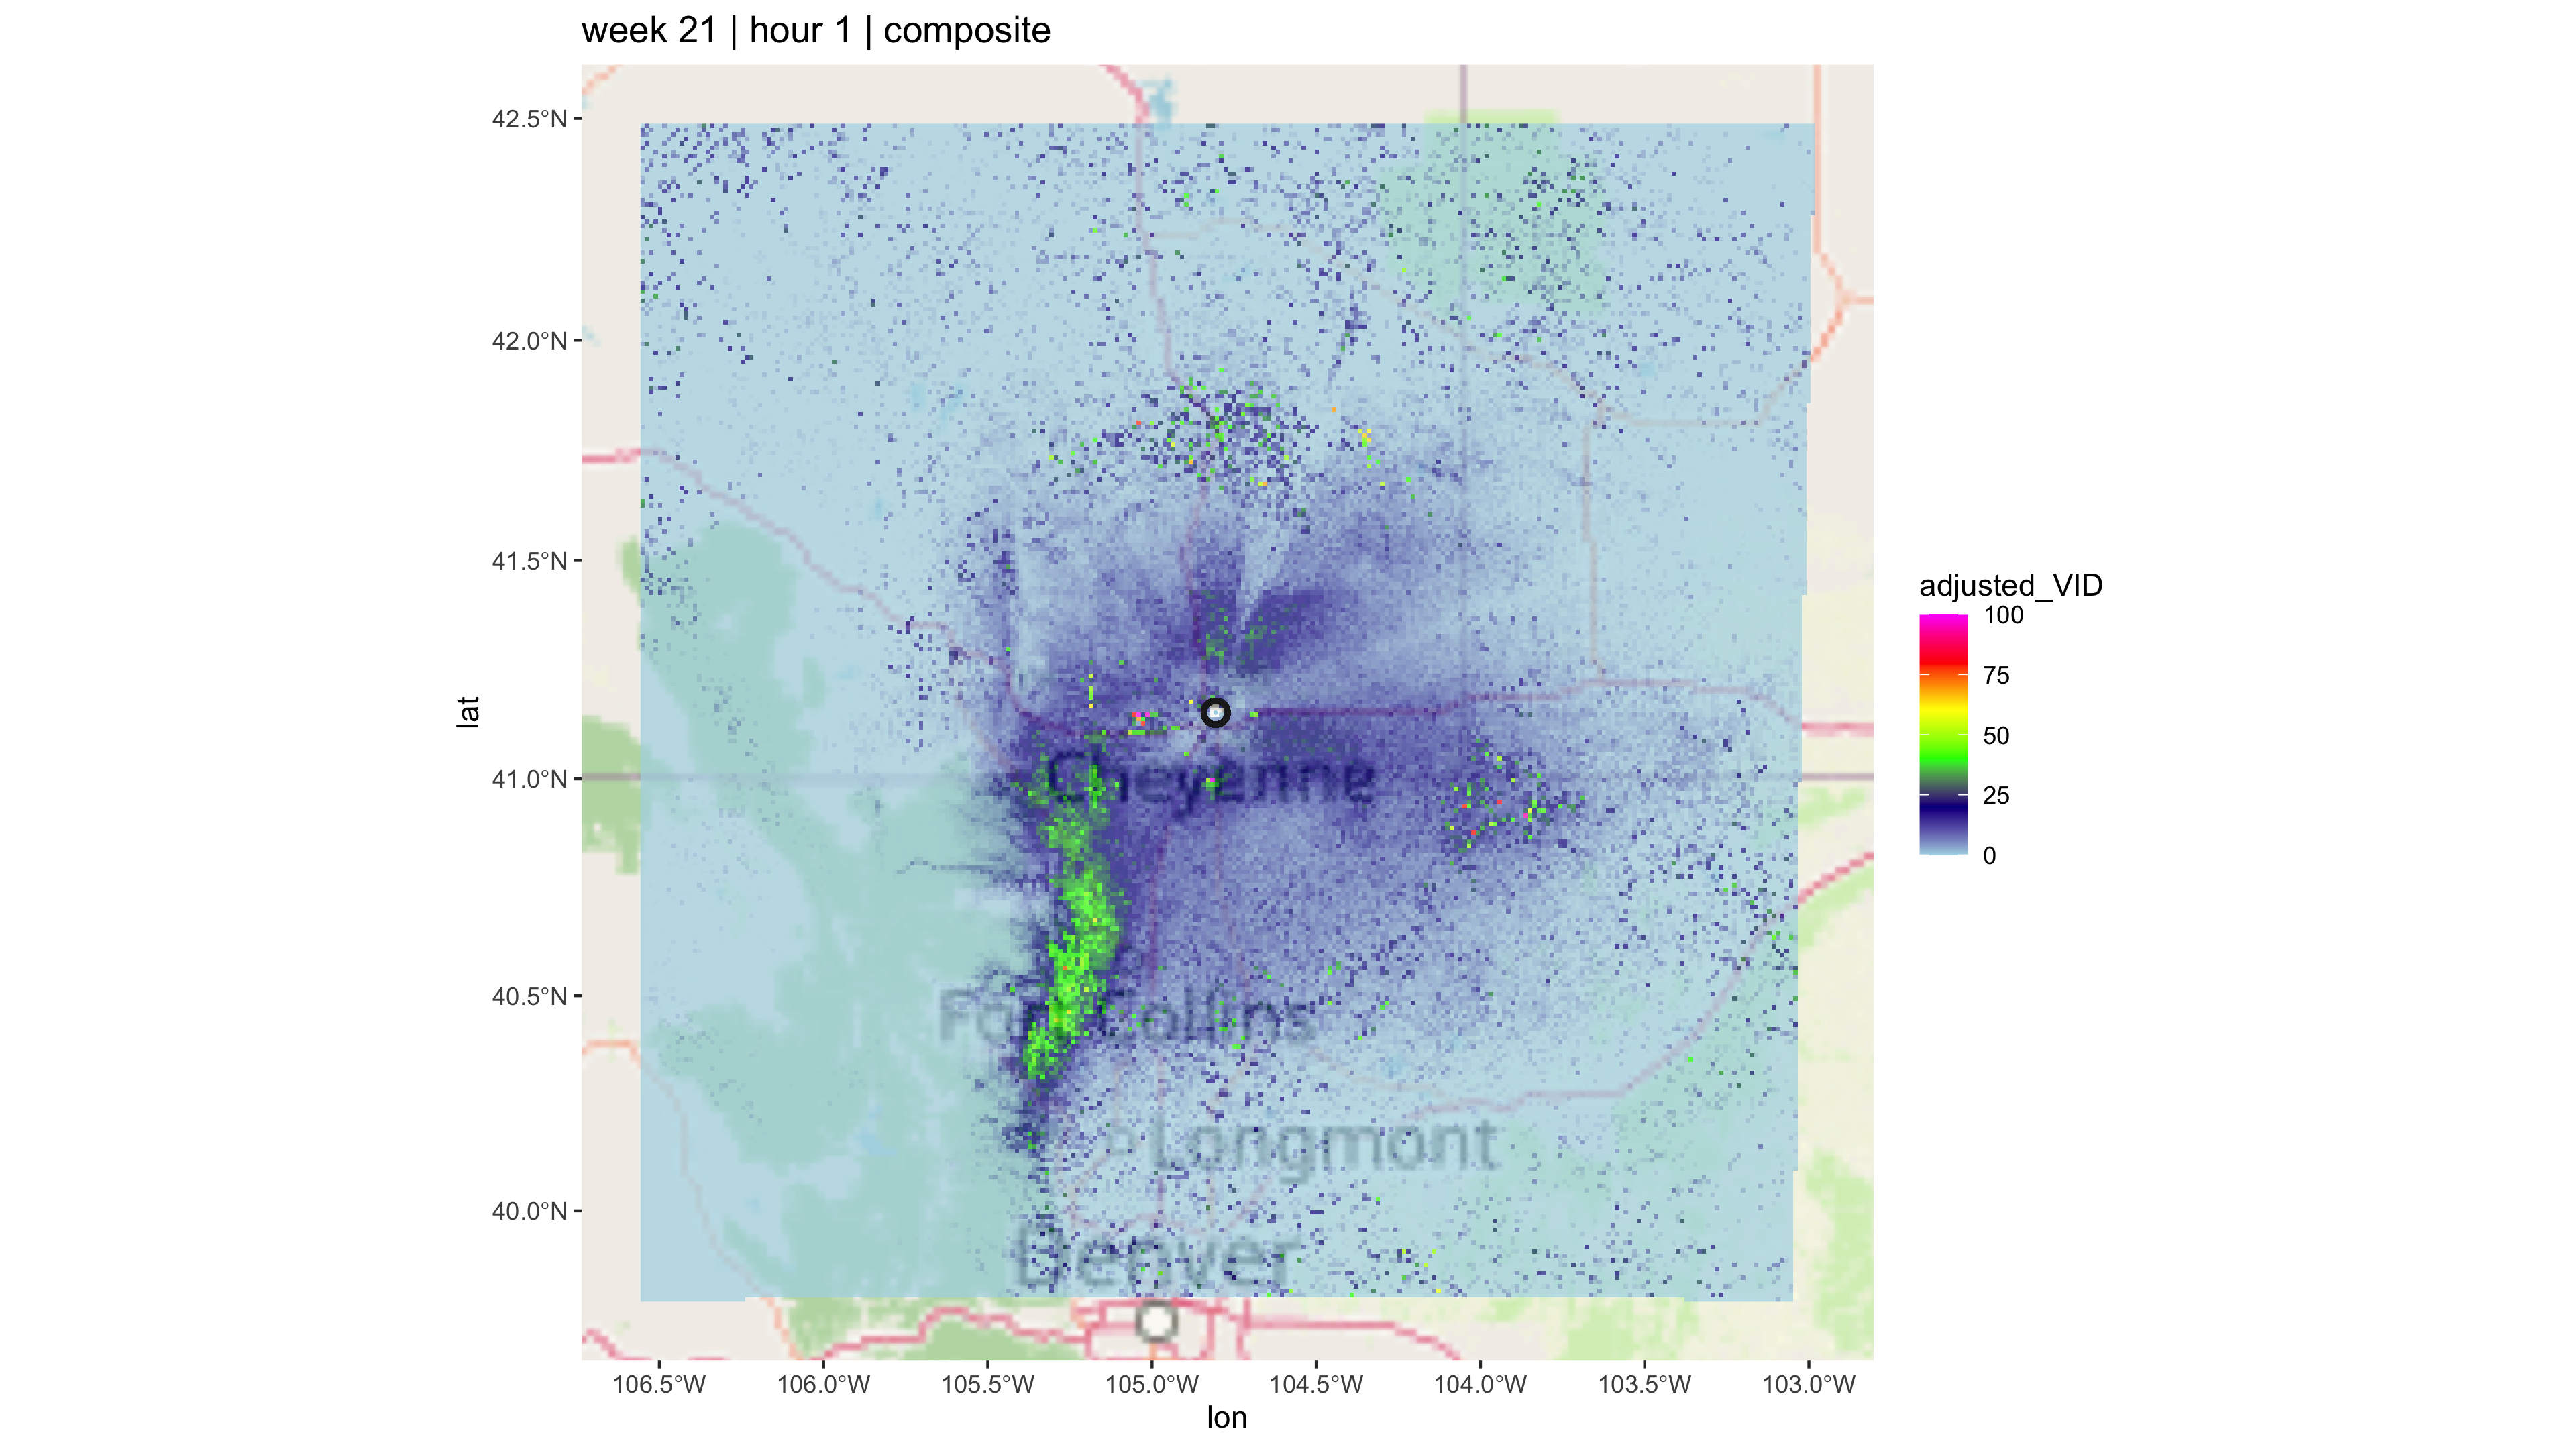 week 21 | hour 1 | composite
42.5°N
42.0°N
41.5°N
41.0°N
40.5°N
40.0°N
lat
Cheyenne
Fort Collins
Longmont
Denver
106.5°W 106.0°W 105.5°W 105.0°W 104.5°W 104.0°W 103.5°W 103.0°W
lon
adjusted_VID
100
75
50
25
0